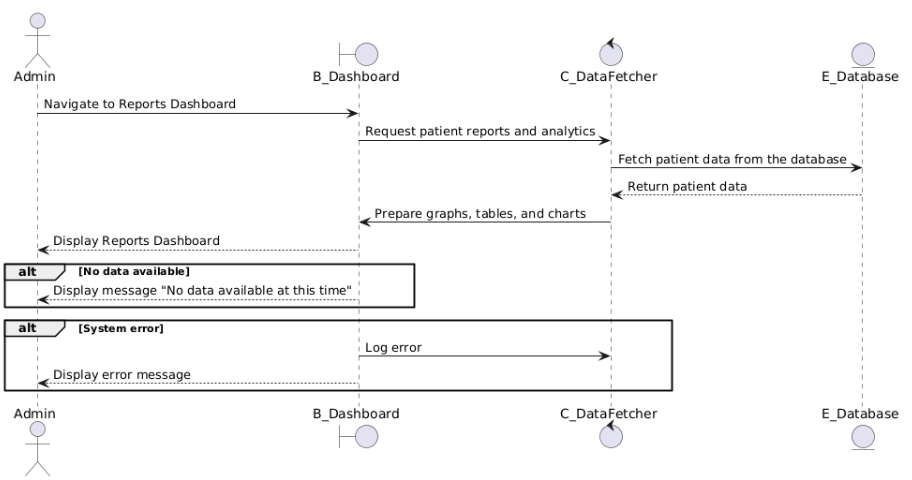 Admin B_Dashboard C_DataFetcher E_Database
Navigate to Reports Dashboard
Request patient reports and analytics
Fetch patient data from the database
Return patient data
Prepare graphs, tables, and charts
Display Reports Dashboard
alt [No data available]
Display message "No data available at this time"
alt [System error]
Log error
Display error message
Admin B_Dashboard C_DataFetcher E_Database